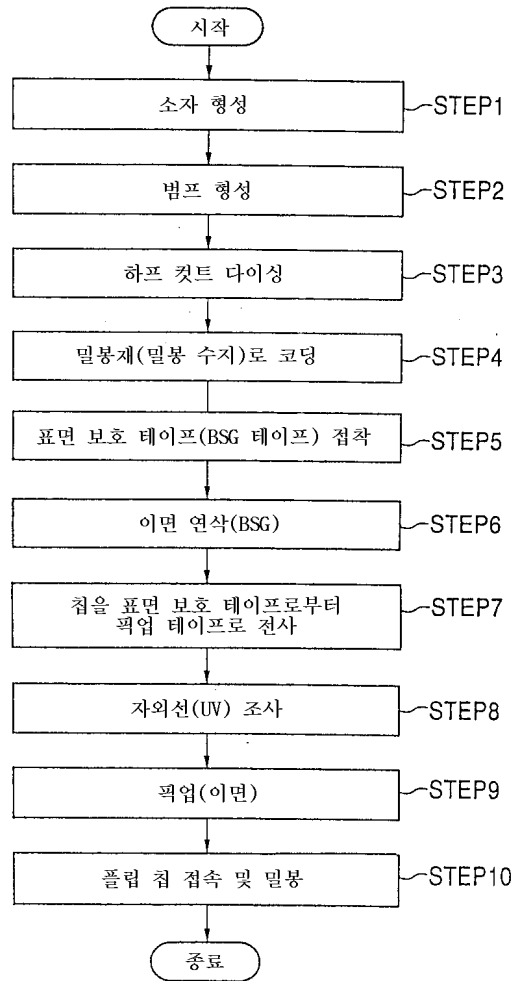 시작
소자 형성
STEP1
범프 형성
STEP2
하프 컷트 다이싱
STEP3
밀봉재(밀봉 수지)로 코딩
STEP4
표면 보호 테이프(BSG 테이프) 접착
STEP5
이면 연삭(BSG)
STEP6
칩을 표면 보호 테이프로부터
픽업 테이프로 전사
STEP7
자외선(UV) 조사
STEP8
픽업(이면)
STEP9
플립 칩 접속 및 밀봉
STEP10
종료